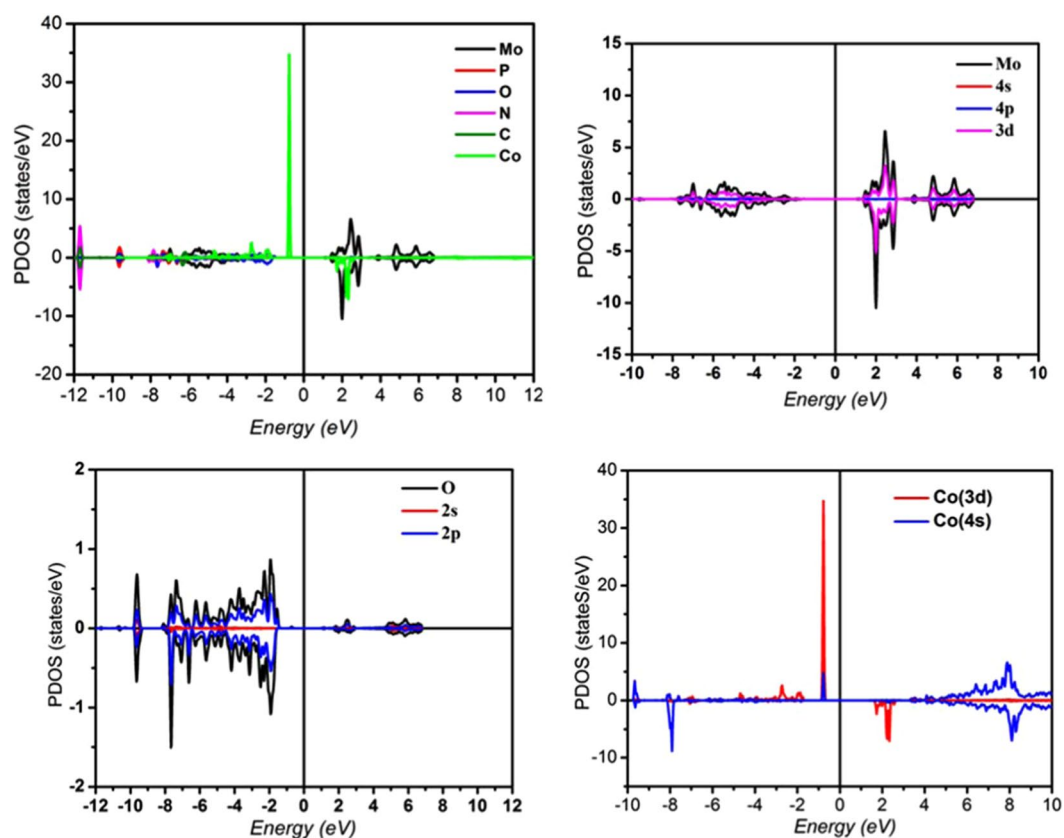 40
30
20
10
0
-10
-20
PDOS (states/eV)
Mo
P
O
N
C
Co
-12 -10 -8 -6 -4 -2 0 2 4 6 8 10 12
Energy (eV)
15
10
5
0
-5
-10
-15
PDOS (states/eV)
Mo
4s
4p
3d
-10 -8 -6 -4 -2 0 2 4 6 8 10
Energy (eV)
2
1
0
-1
-2
PDOS (states/eV)
O
2s
2p
-12 -10 -8 -6 -4 -2 0 2 4 6 8 10 12
Energy (eV)
40
30
20
10
0
-10
PDOS (stateS/eV)
Co(3d)
Co(4s)
-10 -8 -6 -4 -2 0 2 4 6 8 10
Energy (eV)